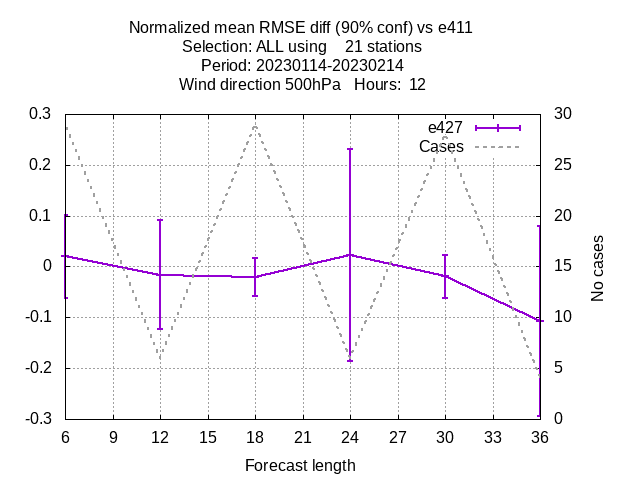 Normalized mean RMSE diff (90% conf) vs e411
Selection: ALL using    21 stations
Period: 20230114-20230214
Wind direction 500hPa   Hours:  12
0.3
0.2
0.1
0
-0.1
-0.2
-0.3
30
25
20
15
10
5
0
e427
Cases
No cases
6 9 12 15 18 21 24 27 30 33 36
Forecast length